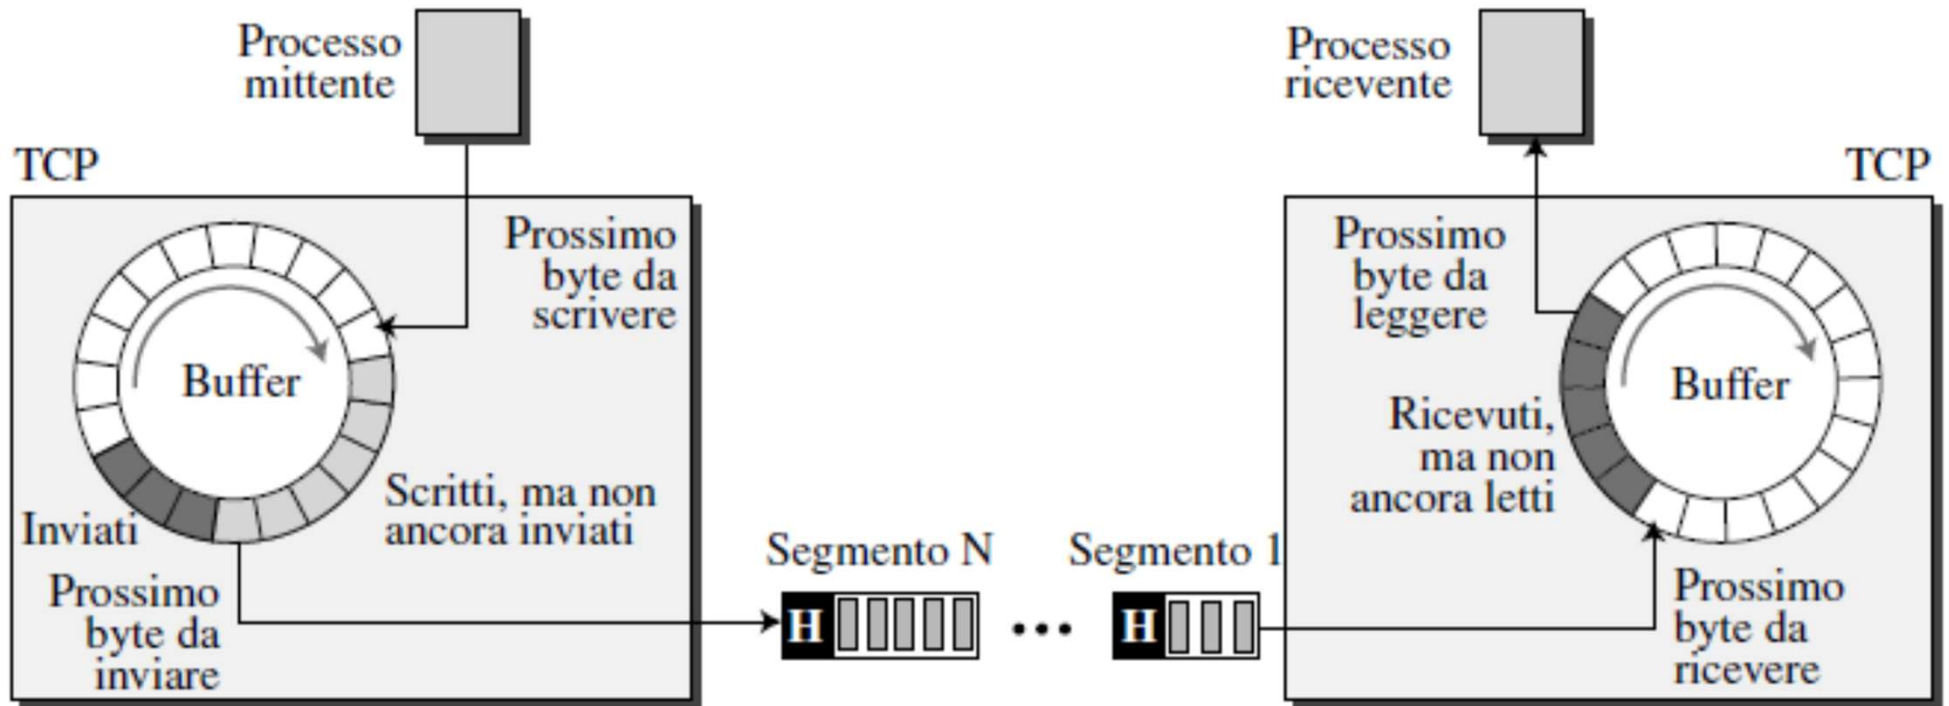 Processo
mittente
Processo
ricevente
TCP
TCP
Prossimo
byte da
scrivere
Buffer
Inviati
Scritti, ma non
ancora inviati
Prossimo
byte da
inviare
Segmento N
H
Segmento 1
H
Prossimo
byte da
leggere
Buffer
Ricevuti,
ma non
ancora letti
Prossimo
byte da
ricevere